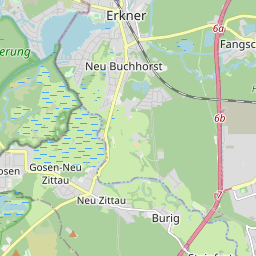 Erkner
6a
Fangsc
erung
Neu Buchhorst
6b
Gosen-Neu
Zittau
osen
7
Neu Zittau
Burig